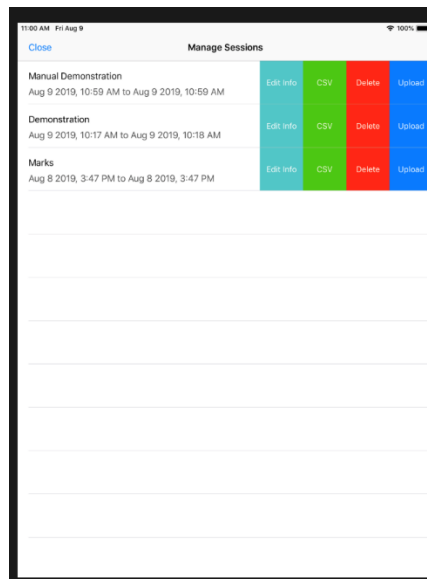 11:00 AM Fri Aug 9 100%
Close Manage Sessions
Manual Demonstration
Aug 9 2019, 10:59 AM to Aug 9 2019, 10:59 AM
Edit Info CSV Delete Upload
Demonstration
Aug 9 2019, 10:17 AM to Aug 9 2019, 10:18 AM
Edit Info CSV Delete Upload
Marks
Aug 8 2019, 3:47 PM to Aug 8 2019, 3:47 PM
Edit Info CSV Delete Upload